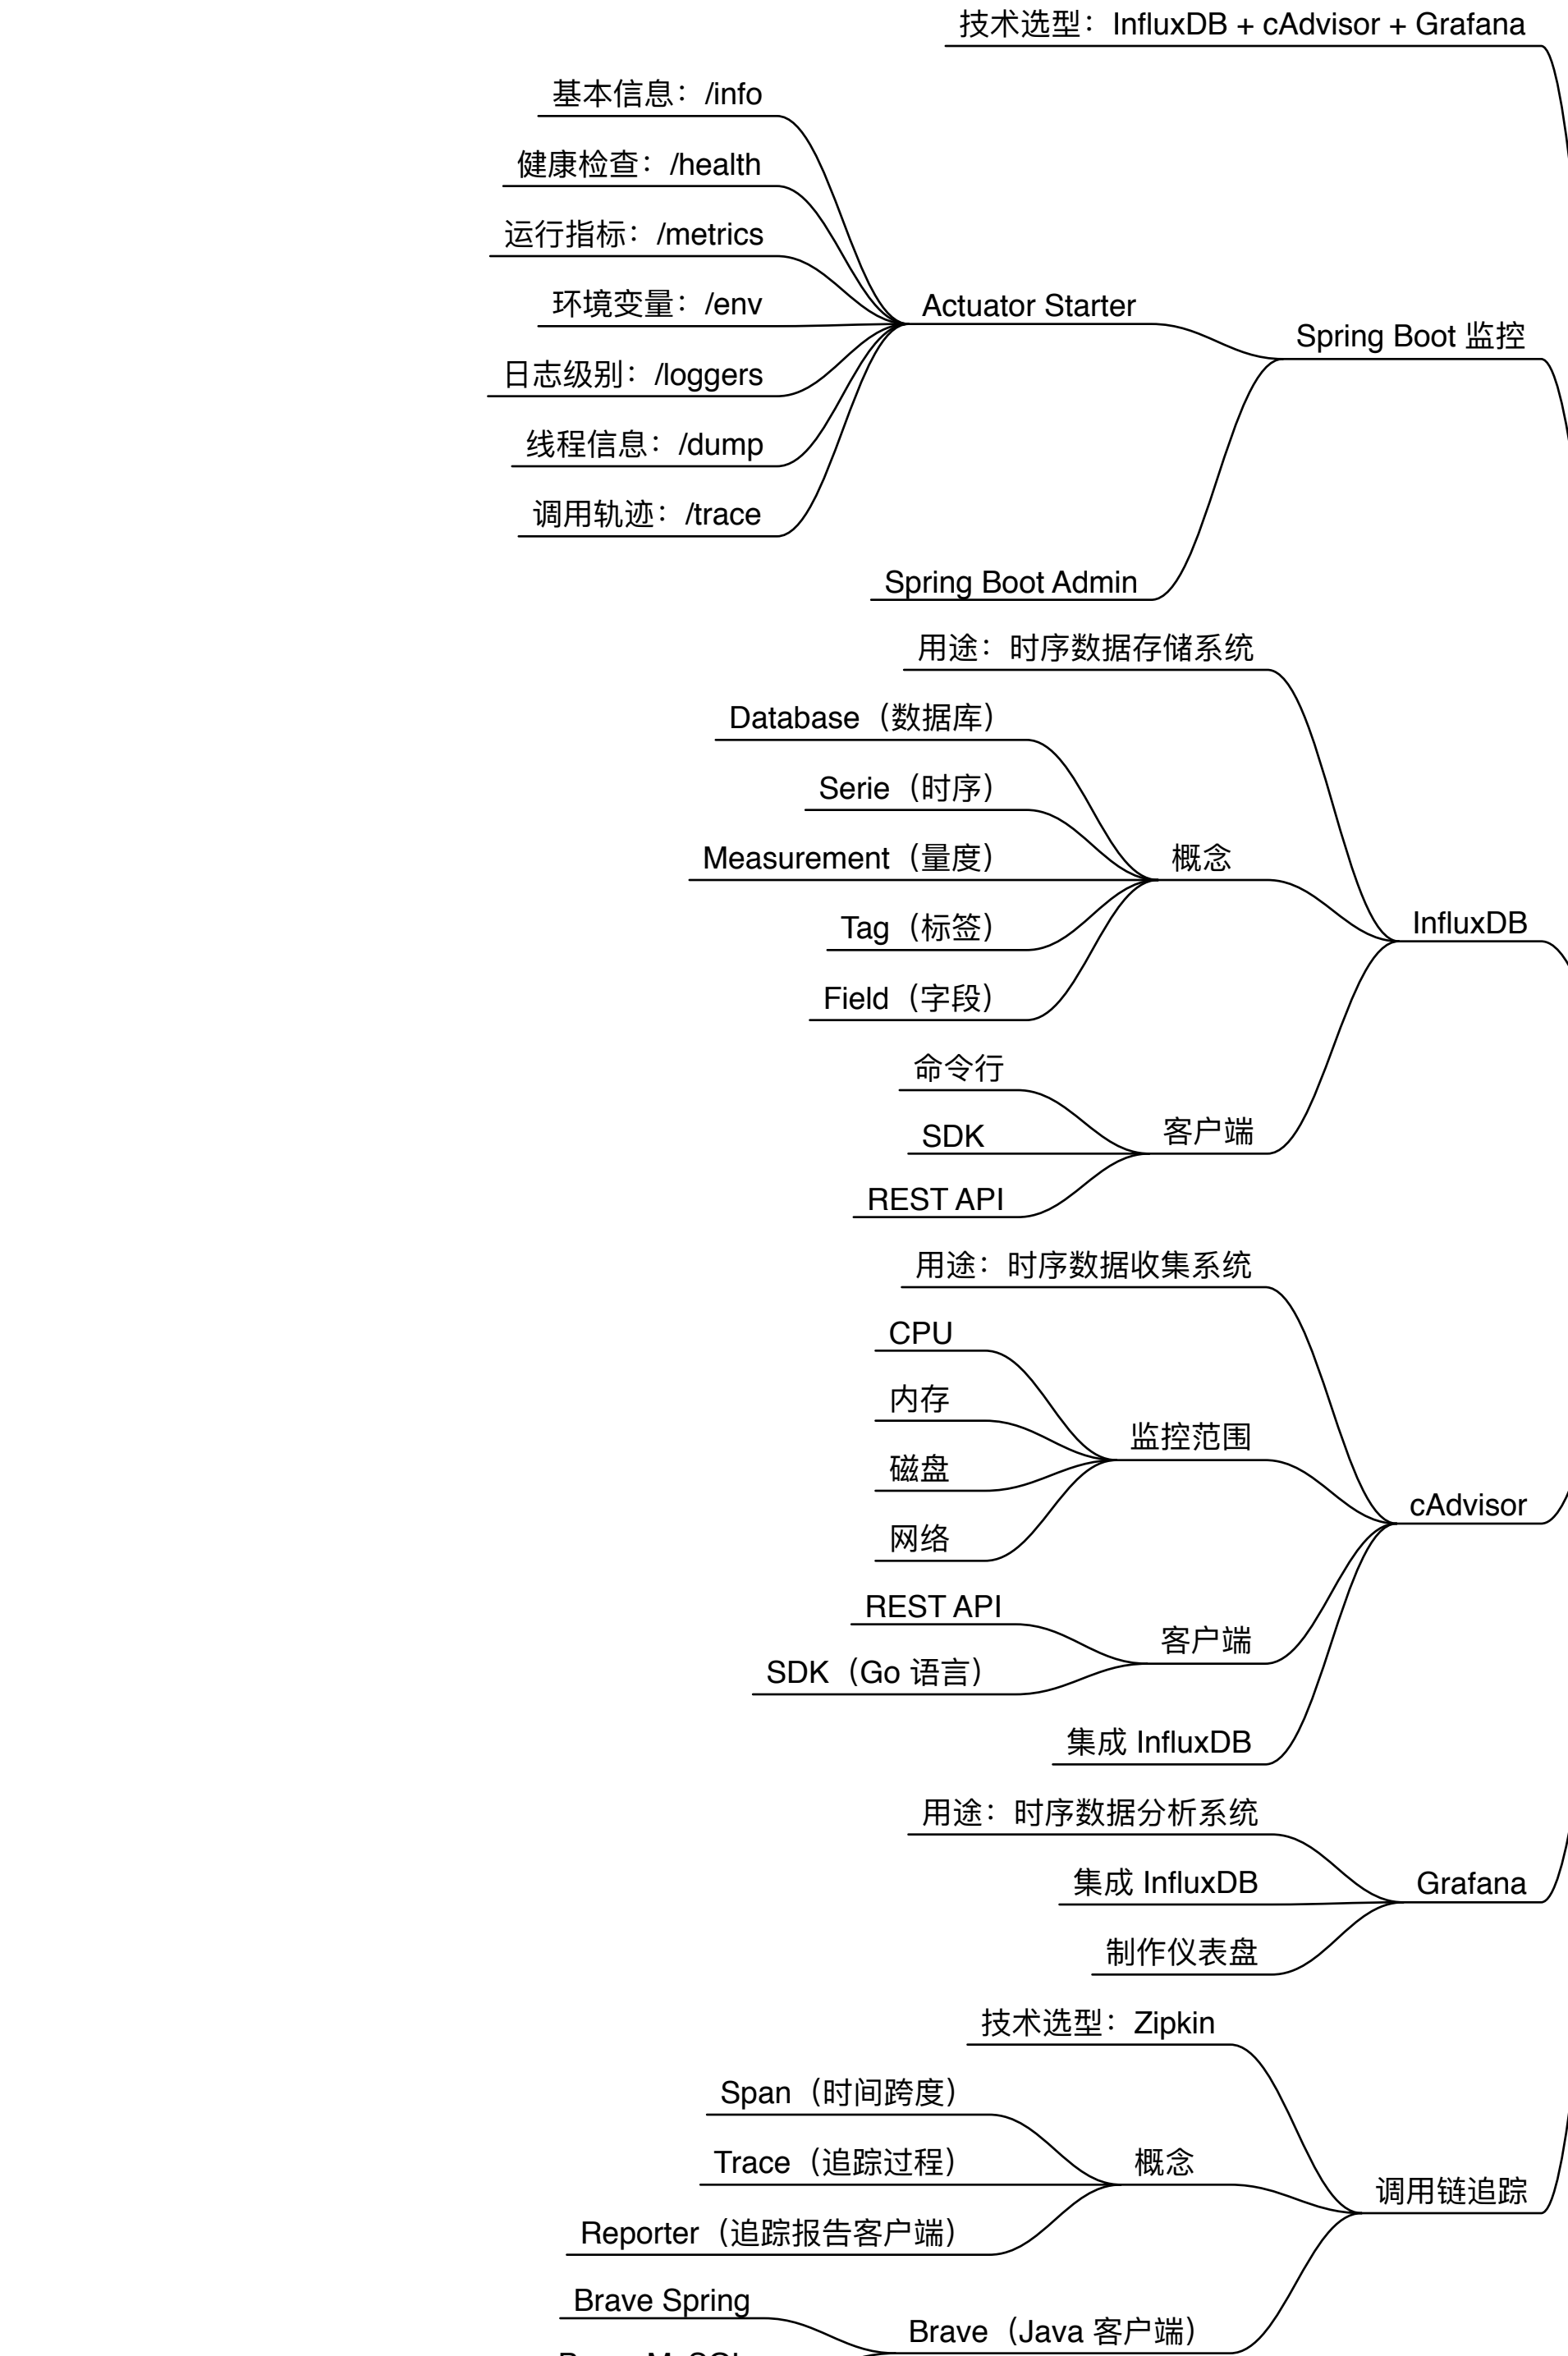 技术选型：InfluxDB + cAdvisor + Grafana
基本信息：/info
健康检查：/health
运行指标：/metrics
环境变量：/env
日志级别：/loggers
线程信息：/dump
调用轨迹：/trace
Actuator Starter
Spring Boot Admin
Spring Boot 监控
用途：时序数据存储系统
Database（数据库）
Serie（时序）
Measurement（量度）
Tag（标签）
Field（字段）
概念
命令行
SDK
REST API
客户端
InfluxDB
用途：时序数据收集系统
CPU
内存
磁盘
网络
监控范围
REST API
SDK（Go 语言）
客户端
集成 InfluxDB
cAdvisor
用途：时序数据分析系统
集成 InfluxDB
制作仪表盘
Grafana
技术选型：Zipkin
Span（时间跨度）
Trace（追踪过程）
Reporter（追踪报告客户端）
概念
调用链追踪
Brave Spring
Brave（Java 客户端）